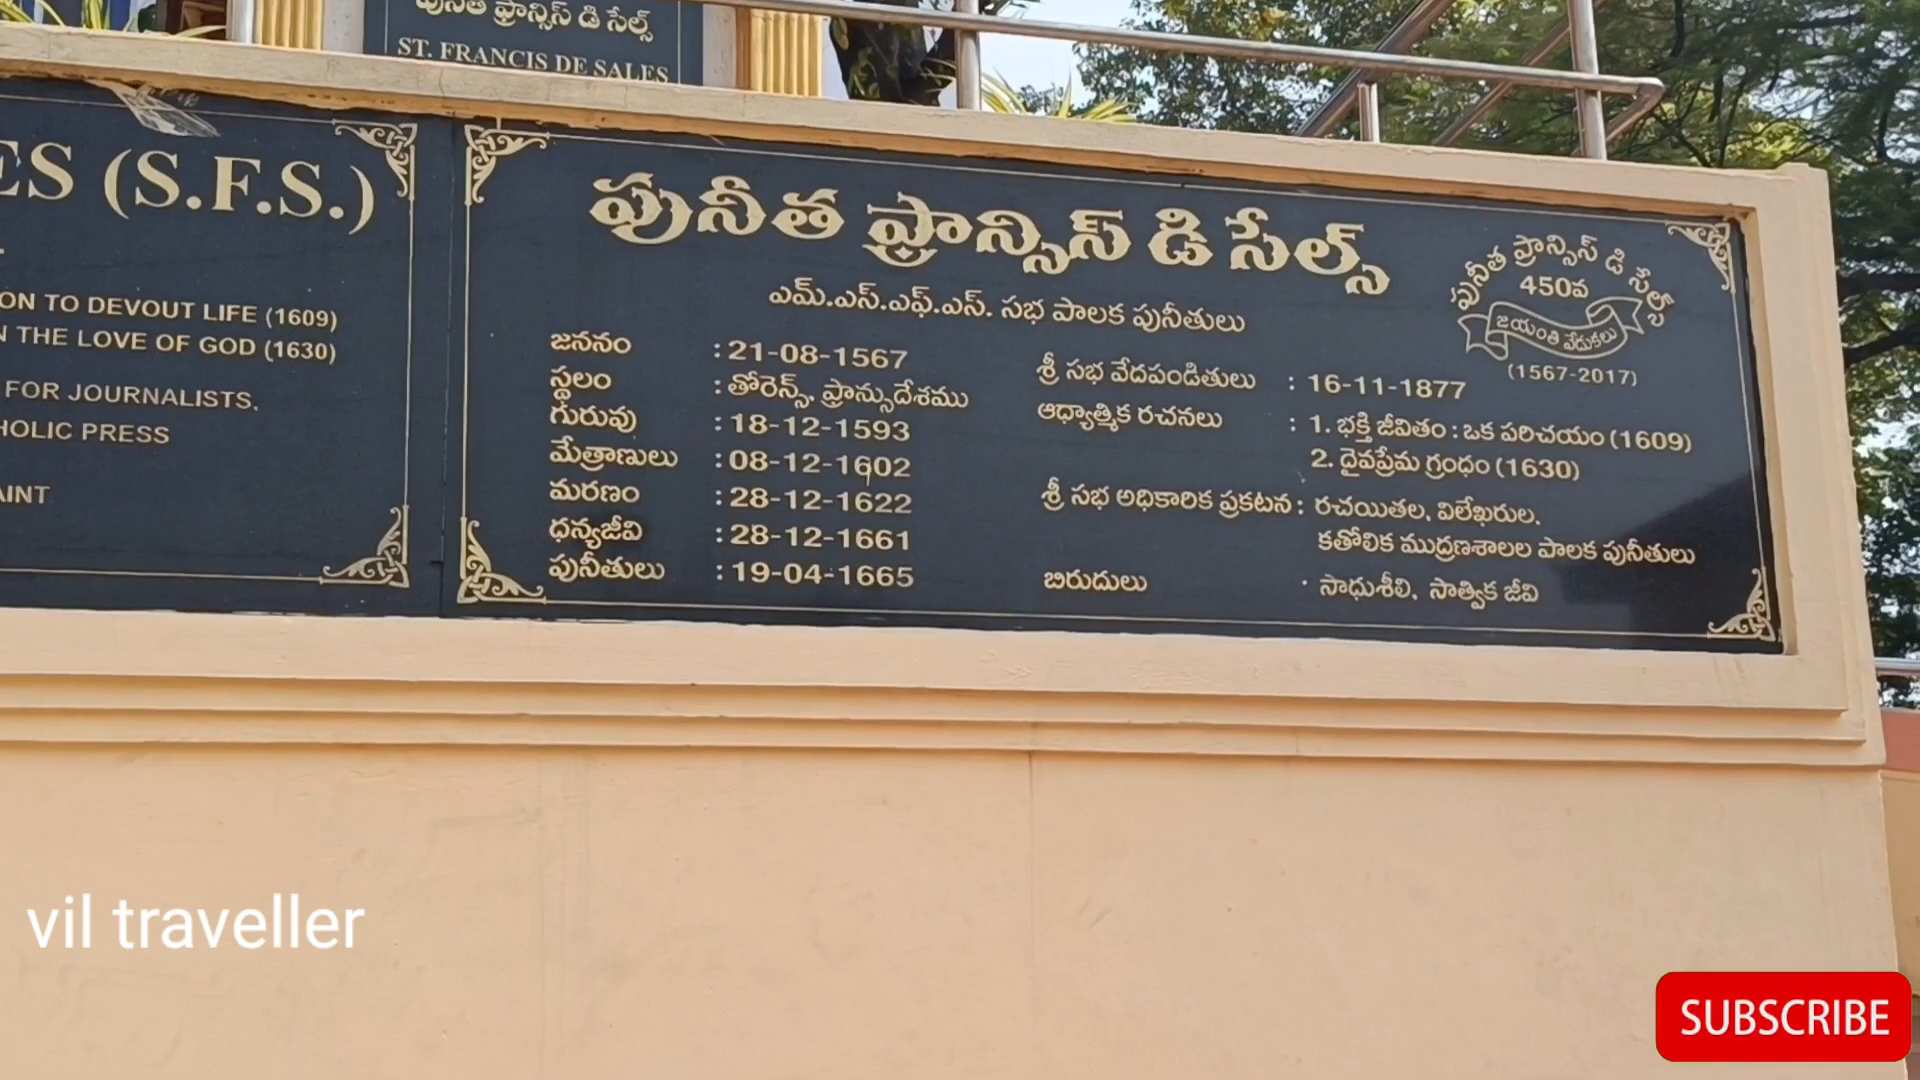 పునీత ఫ్రాన్సిస్ డి సేల్స్
ST. FRANCIS DE SALES
ES (S.F.S.)
ON TO DEVOUT LIFE (1609)
N THE LOVE OF GOD (1630)
FOR JOURNALISTS,
HOLIC PRESS
AINT
పునీత ఫ్రాన్సిస్ డి సేల్స్
ఎమ్.ఎస్.ఎఫ్.ఎస్. సభ పాలక పునీతులు
జననం : 21-08-1567
స్థలం : తోరెన్స్, ఫ్రాన్సుదేశము
గురువు : 18-12-1593
మేత్రాణులు : 08-12-1602
మరణం : 28-12-1622
ధన్యజీవి : 28-12-1661
పునీతులు : 19-04-1665
శ్రీ సభ వేదపండితులు : 16-11-1877
ఆధ్యాత్మిక రచనలు : 1. భక్తి జీవితం : ఒక పరిచయం (1609)
2. దైవప్రేమ గ్రంధం (1630)
శ్రీ సభ అధికారిక ప్రకటన : రచయితల, విలేఖరుల,
కతోలిక ముద్రణశాలల పాలక పునీతులు
బిరుదులు : సాధుశీలి, సాత్విక జీవి
పునీత ఫ్రాన్సిస్ డి సేల్స్
450వ
జయంతి వేడుకలు
(1567-2017)
vil traveller
SUBSCRIBE